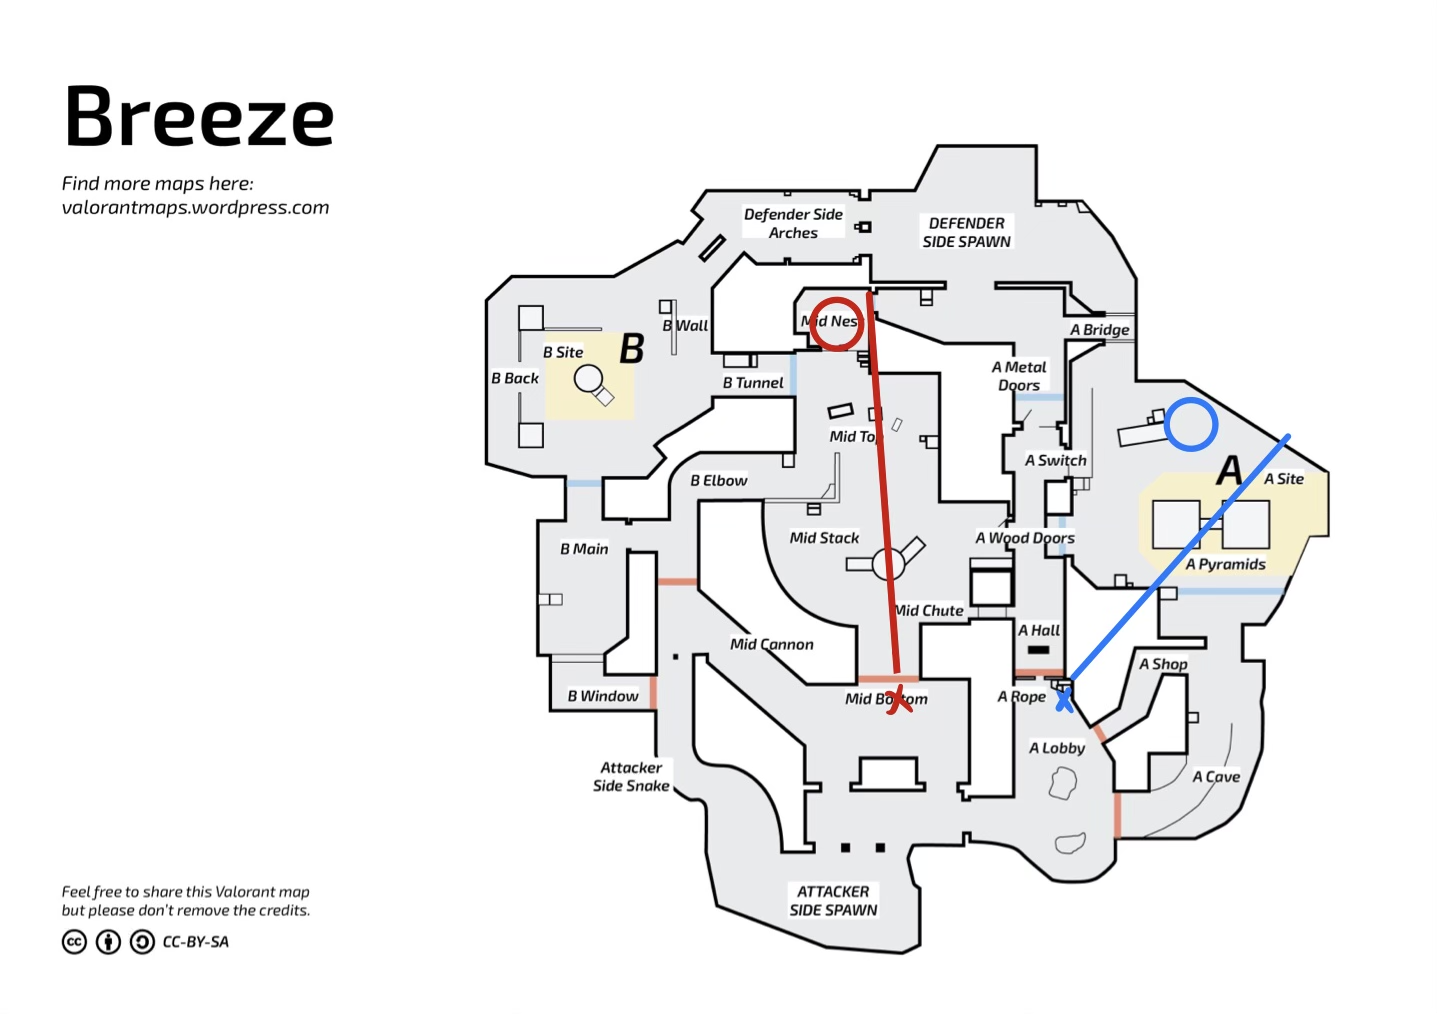 Breeze
Find more maps here:
valorantmaps.wordpress.com
Defender Side
Arches
DEFENDER
SIDE SPAWN
Mid Nest
B Wall
A Bridge
B Site
B
B Back
B Tunnel
A Metal
Doors
Mid Top
A Switch
A
A Site
B Elbow
Mid Stack
A Wood Doors
B Main
A Pyramids
Mid Chute
A Hall
Mid Cannon
A Shop
B Window
Mid Bottom
A Rope
A Lobby
Attacker
Side Snake
A Cave
ATTACKER
SIDE SPAWN
Feel free to share this Valorant map
but please don't remove the credits.
cc CC-BY-SA